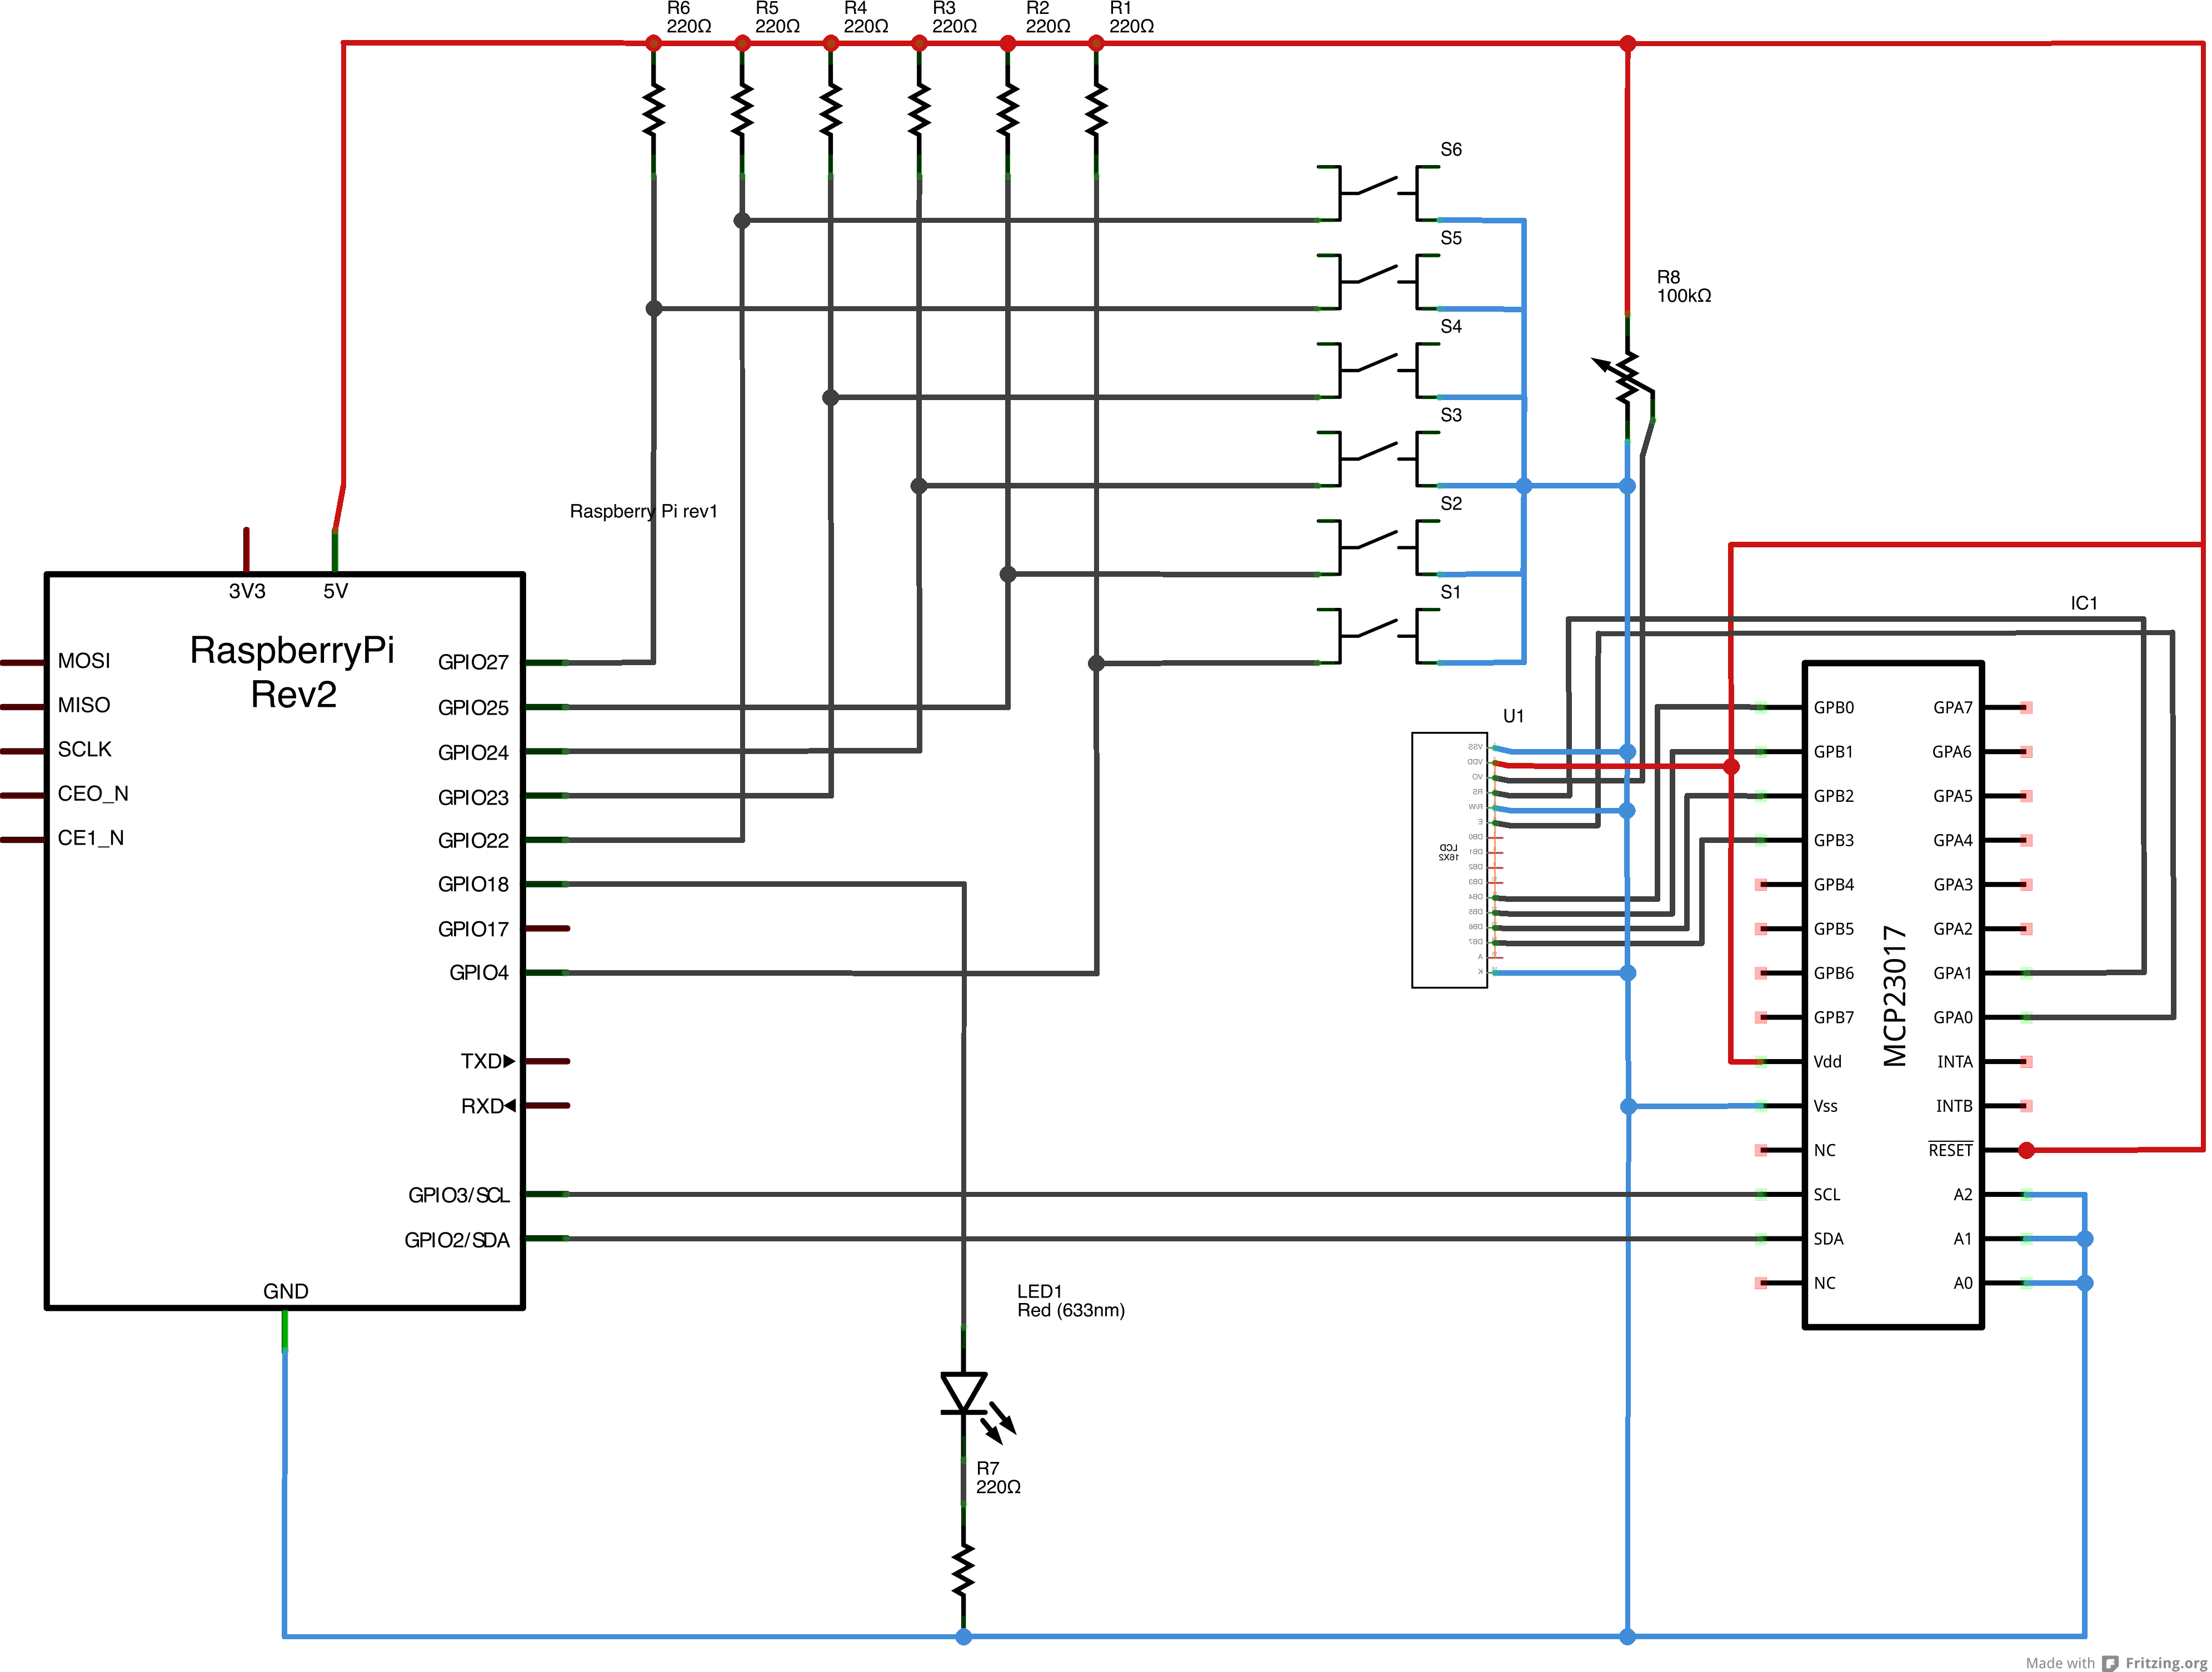 R6
220Ω
R5
220Ω
R4
220Ω
R3
220Ω
R2
220Ω
R1
220Ω
S6
S5
R8
100kΩ
S4
S3
S2
Raspberry Pi rev1
S1
3V3
5V
RaspberryPi
Rev2
MOSI
MISO
SCLK
CEO_N
CE1_N
GPIO27
GPIO25
GPIO24
GPIO23
GPIO22
GPIO18
GPIO17
GPIO4
TXD
RXD
GPIO3/SCL
GPIO2/SDA
GND
LED1
Red (633nm)
R7
220Ω
U1
VSS
VDD
VO
RS
R/W
E
DB0
DB1
DB2
DB3
DB4
DB5
DB6
DB7
A
K
LCD
16X2
IC1
MCP23017
GPB0
GPB1
GPB2
GPB3
GPB4
GPB5
GPB6
GPB7
Vdd
Vss
NC
SCL
SDA
NC
GPA7
GPA6
GPA5
GPA4
GPA3
GPA2
GPA1
GPA0
INTA
INTB
RESET
A2
A1
A0
Made with Fritzing.org